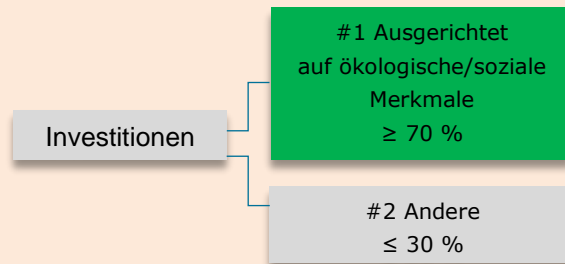 #1 Ausgerichtet
auf ökologische/soziale
Merkmale
≥ 70 %
Investitionen
#2 Andere
≤ 30 %